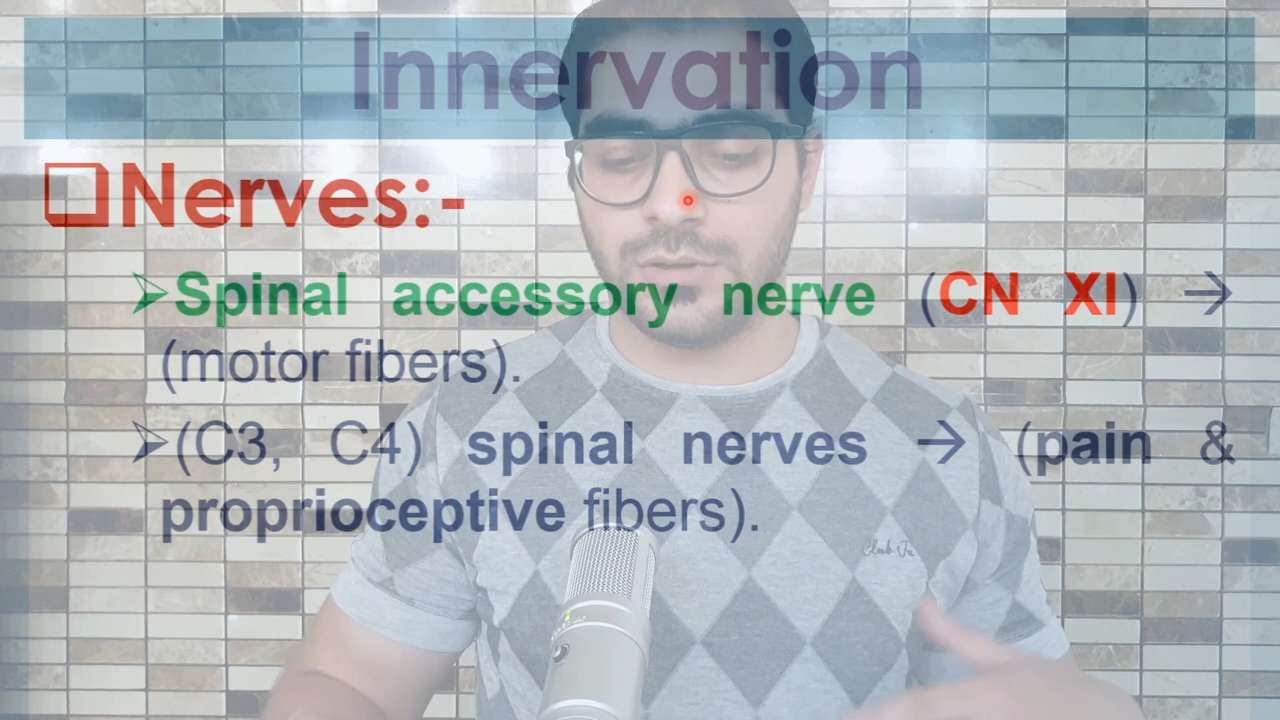 Innervation
❑Nerves:-
➢Spinal accessory nerve (CN XI) →
(motor fibers).
➢(C3, C4) spinal nerves → (pain &
proprioceptive fibers).